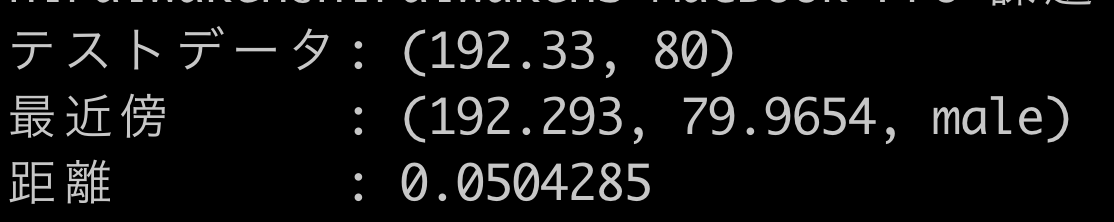 テストデータ: (192.33, 80)
最近傍 : (192.293, 79.9654, male)
距離 : 0.0504285